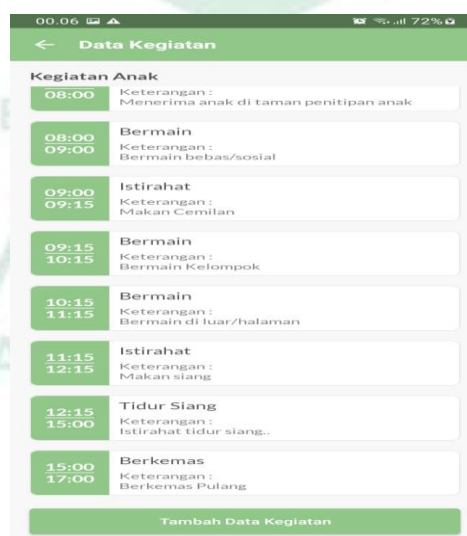 00.06 72%
← Data Kegiatan
Kegiatan Anak
08:00
Keterangan :
Menerima anak di taman penitipan anak
08:00
09:00
Bermain
Keterangan :
Bermain bebas/sosial
09:00
09:15
Istirahat
Keterangan :
Makan Cemilan
09:15
10:15
Bermain
Keterangan :
Bermain Kelompok
10:15
11:15
Bermain
Keterangan :
Bermain di luar/halaman
11:15
12:15
Istirahat
Keterangan :
Makan siang
12:15
15:00
Tidur Siang
Keterangan :
Istirahat tidur siang..
15:00
17:00
Berkemas
Keterangan :
Berkemas Pulang
Tambah Data Kegiatan